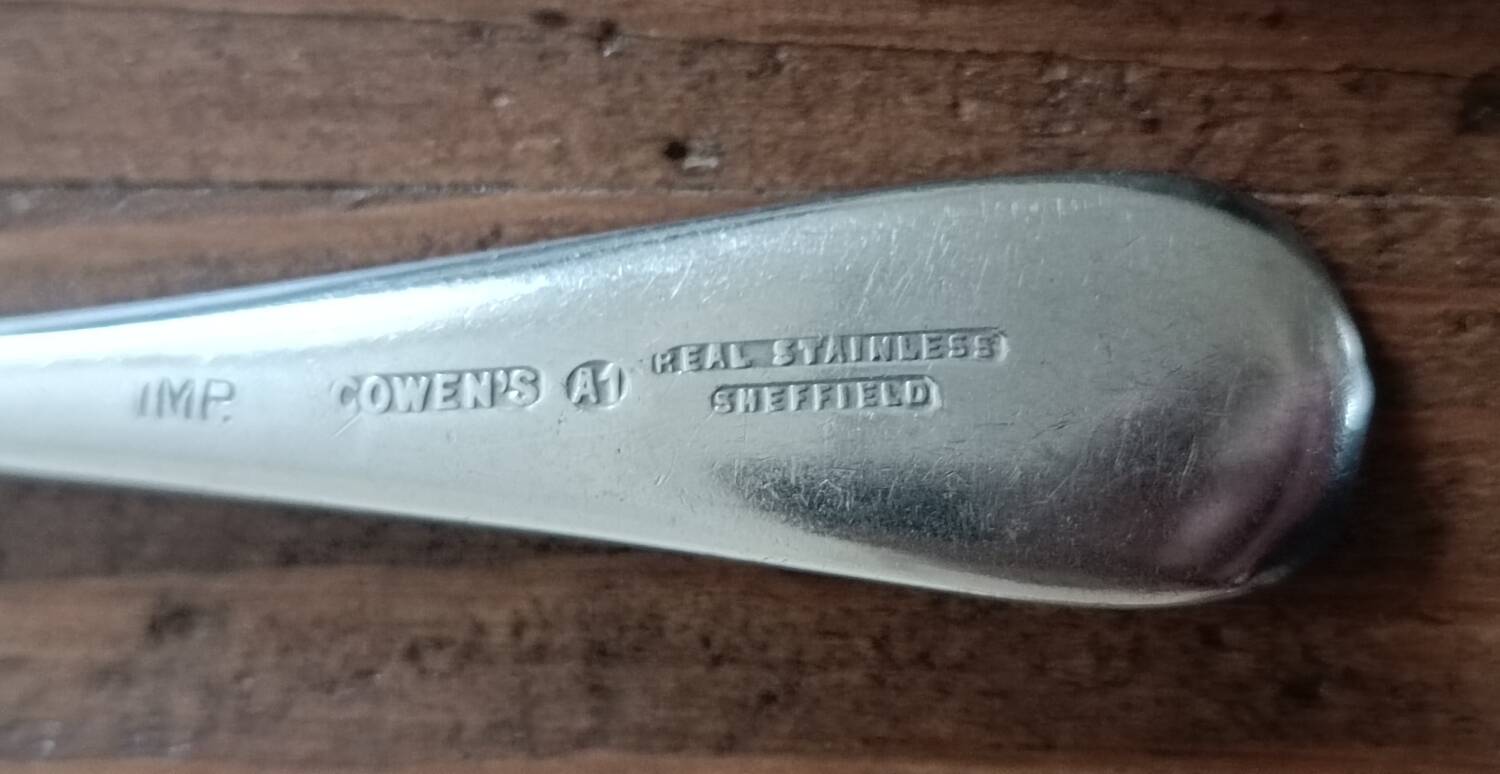 IMP. COWEN'S A1 REAL STAINLESS
SHEFFIELD